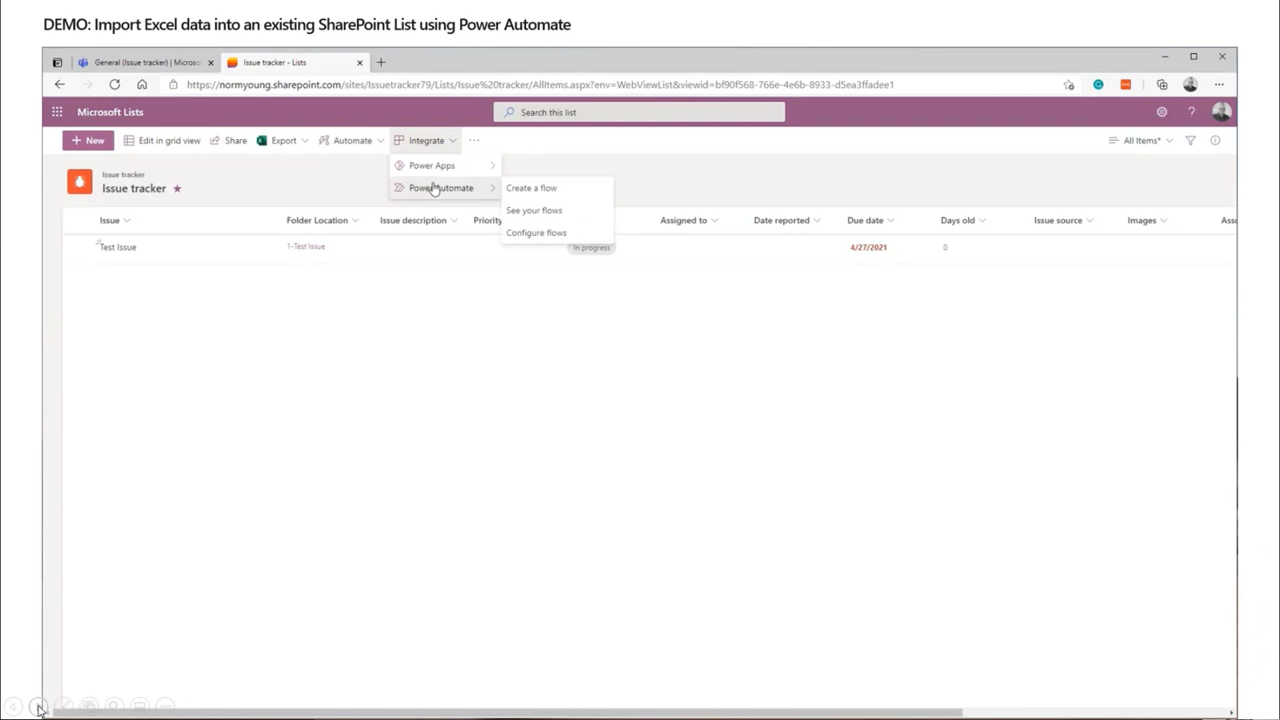 DEMO: Import Excel data into an existing SharePoint List using Power Automate
General (Issue tracker) | Microso
Issue tracker - Lists
https://normyoung.sharepoint.com/sites/Issuetracker79/Lists/Issue%20tracker/AllItems.aspx?env=WebViewList&viewid=bf90f568-766e-4e6b-8933-d5ea3ffadee1
Microsoft Lists
Search this list
+ New Edit in grid view Share Export Automate Integrate ... All Items*
Power Apps
Power Automate
Create a flow
See your flows
Configure flows
Issue tracker
Issue tracker
Issue Folder Location Issue description Priority Assigned to Date reported Due date Days old Issue source Images Ass
Test Issue 1-Test Issue In progress 4/27/2021 0